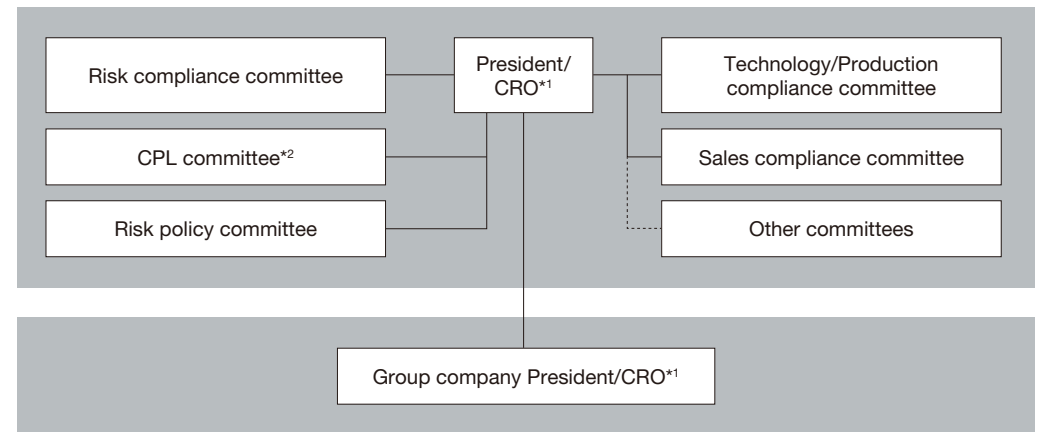 Risk compliance committee
President/
CRO*1
Technology/Production
compliance committee
CPL committee*2
Sales compliance committee
Risk policy committee
Other committees
Group company President/CRO*1